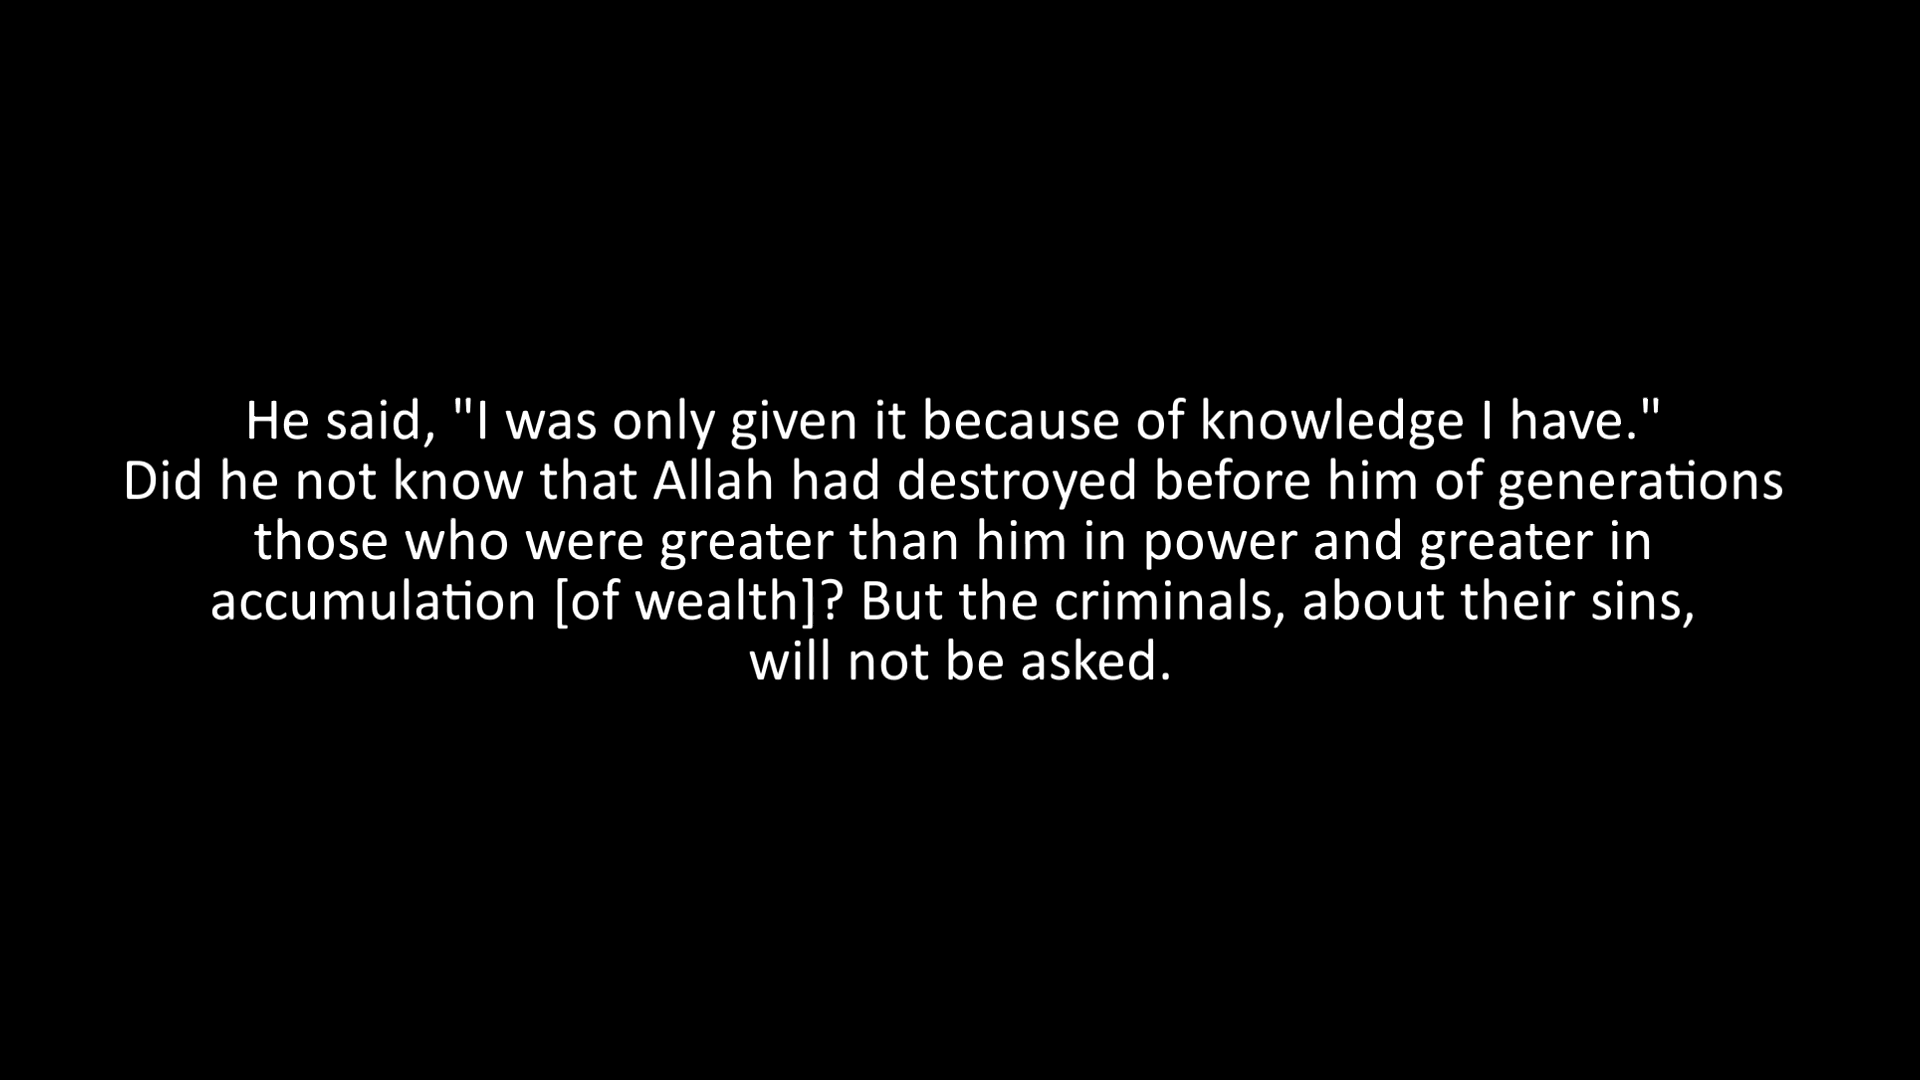 He said, "I was only given it because of knowledge I have."
Did he not know that Allah had destroyed before him of generations
those who were greater than him in power and greater in
accumulation [of wealth]? But the criminals, about their sins,
will not be asked.